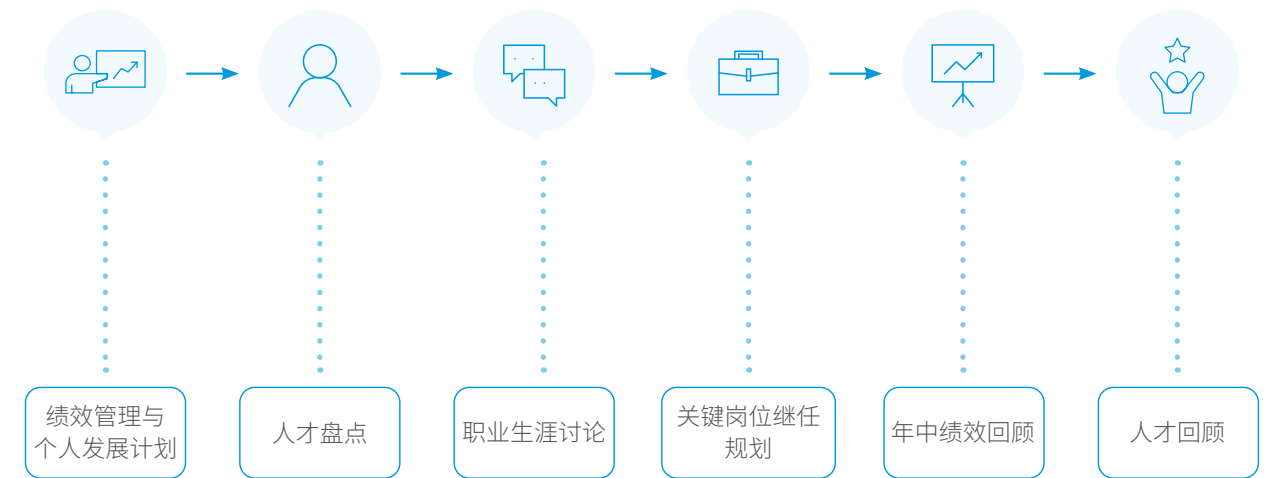 绩效管理与
个人发展计划
人才盘点
职业生涯讨论
关键岗位继任
规划
年中绩效回顾
人才回顾